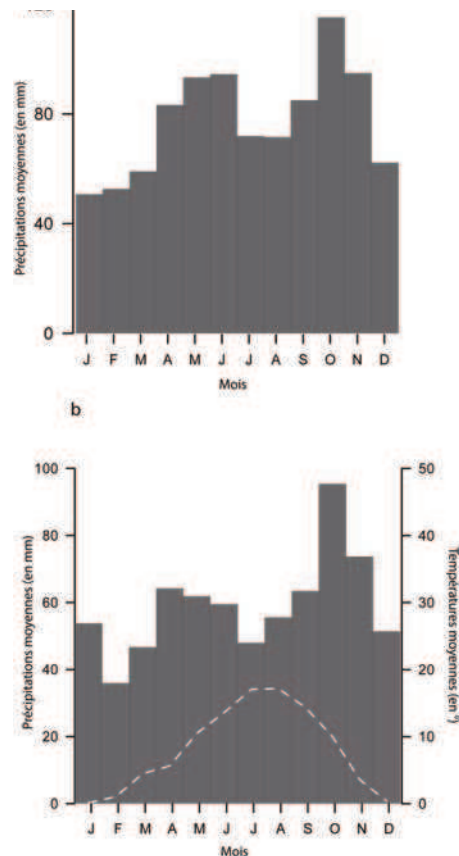 120
80
40
0
Précipitations moyennes (en mm)
J F M A M J J A S O N D
Mois
b
100
80
60
40
20
0
Précipitations moyennes (en mm)
50
40
30
20
10
0
Températures moyennes (en °)
J F M A M J J A S O N D
Mois